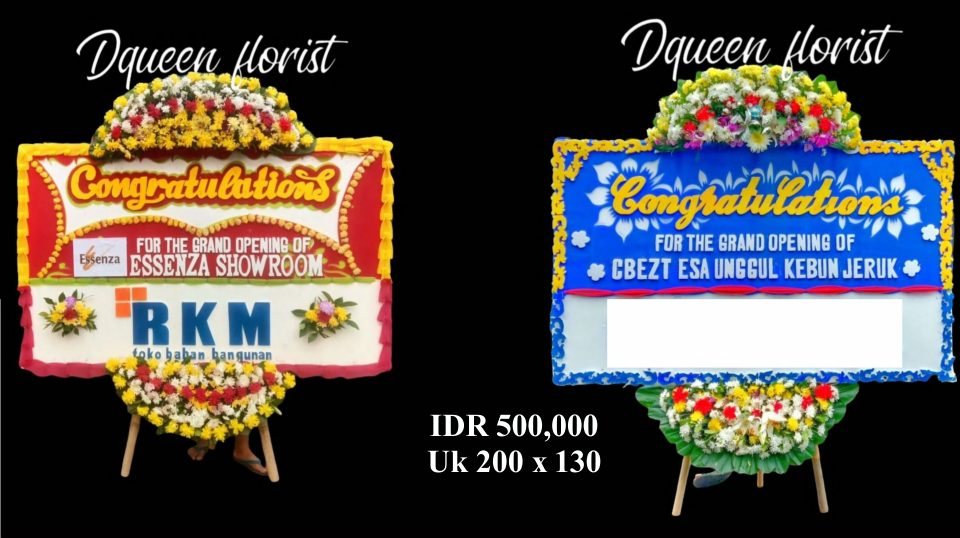 Dqueen florist
Congratulations
FOR THE GRAND OPENING OF
Essenza
ESSENZA SHOWROOM
RKM
toko bahan bangunan
Dqueen florist
Congratulations
FOR THE GRAND OPENING OF
CBEZT ESA UNGGUL KEBUN JERUK
IDR 500,000
Uk 200 x 130